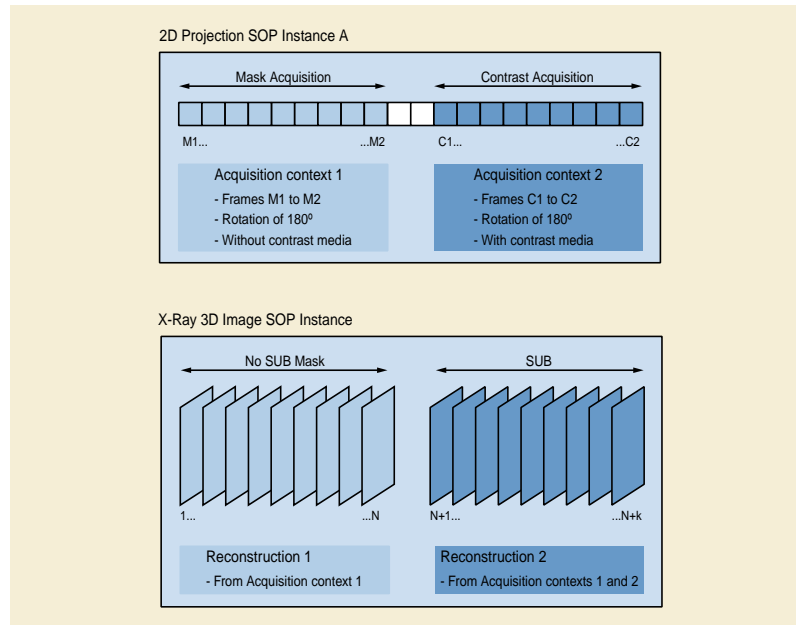 2D Projection SOP Instance A
Mask Acquisition
Contrast Acquisition
M1...
...M2
C1...
...C2
Acquisition context 1
- Frames M1 to M2
- Rotation of 180º
- Without contrast media
Acquisition context 2
- Frames C1 to C2
- Rotation of 180º
- With contrast media
X-Ray 3D Image SOP Instance
No SUB Mask
SUB
1...
...N
N+1...
...N+k
Reconstruction 1
- From Acquisition context 1
Reconstruction 2
- From Acquisition contexts 1 and 2